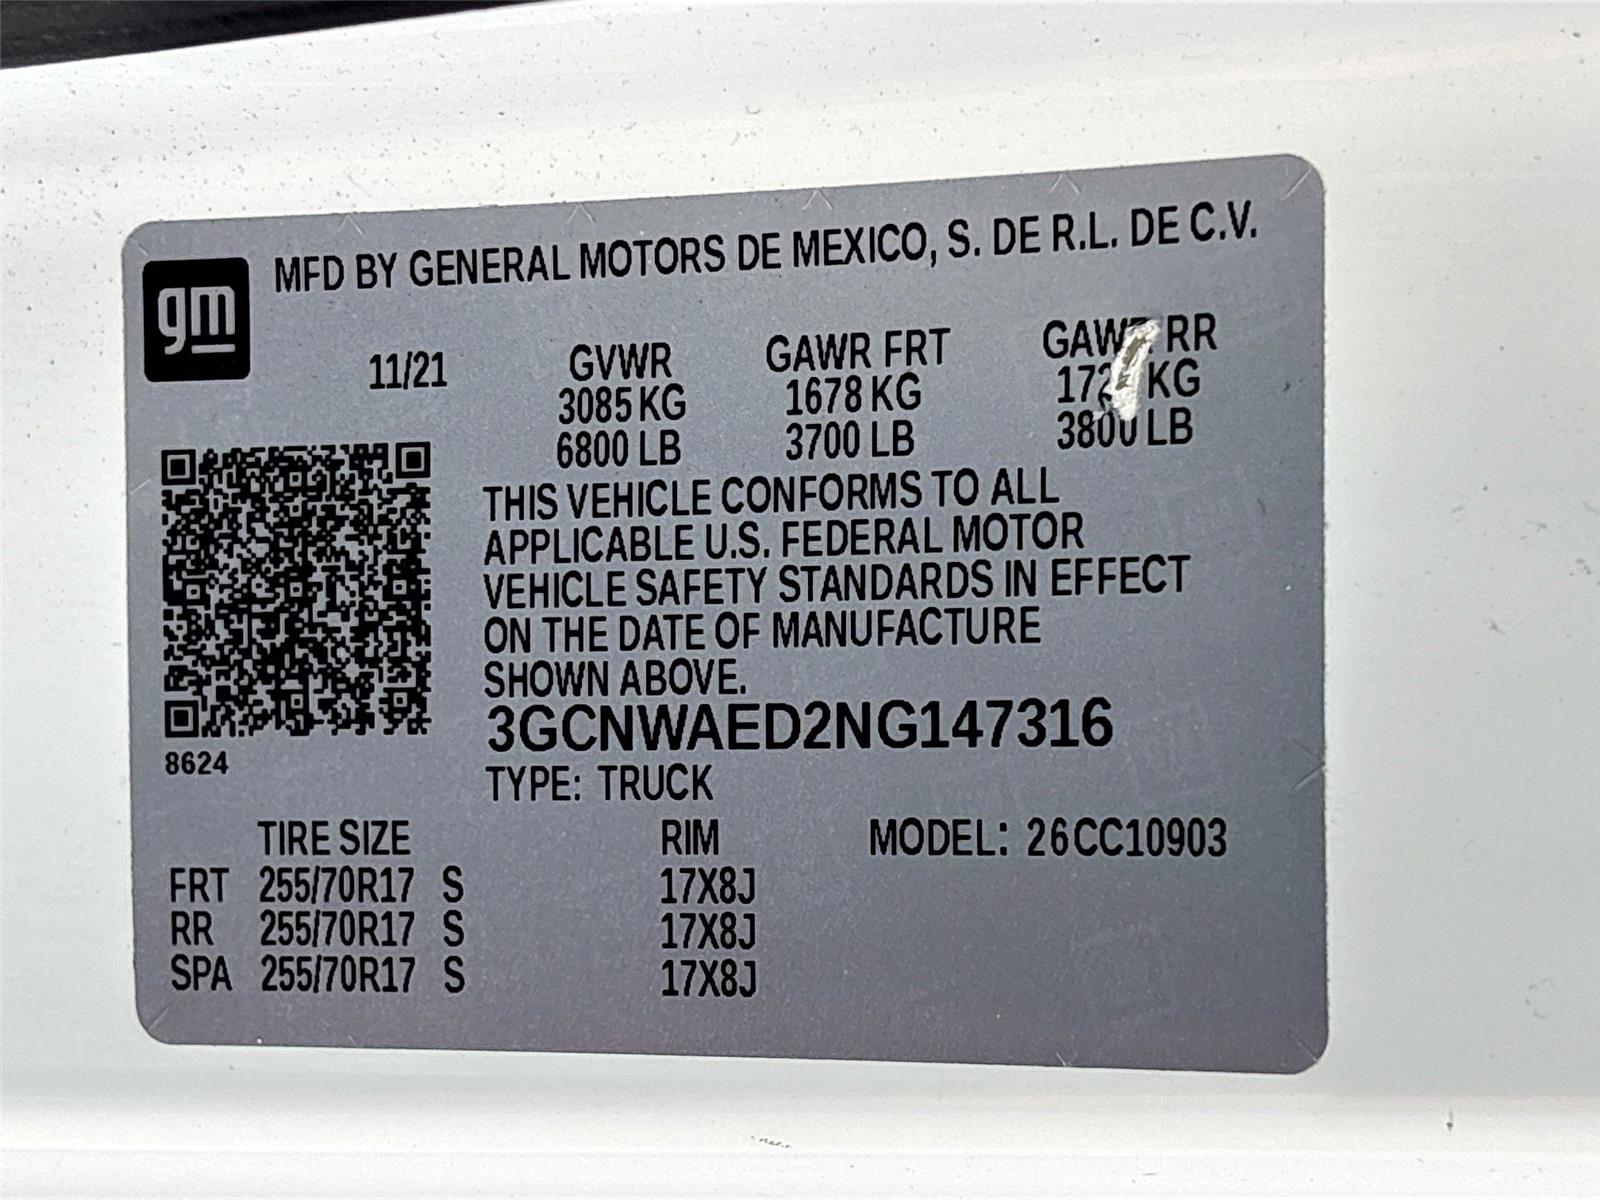 gm
MFD BY GENERAL MOTORS DE MEXICO, S. DE R.L. DE C.V.
11/21 GVWR GAWR FRT RR
3085 KG 1678 KG KG
6800 LB 3700 LB 3800 LB
THIS VEHICLE CONFORMS TO ALL
APPLICABLE U.S. FEDERAL MOTOR
VEHICLE SAFETY STANDARDS IN EFFECT
ON THE DATE OF MANUFACTURE
SHOWN ABOVE.
3GCNWAED2NG147316
8624
TYPE: TRUCK
TIRE SIZE RIM MODEL: 26CC10903
FRT 255/70R17 S 17X8J
RR 255/70R17 S 17X8J
SPA 255/70R17 S 17X8J